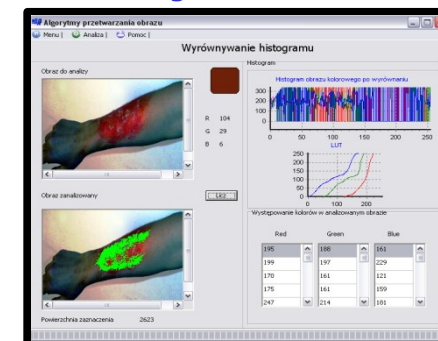 Algorytmy przetwarzania obrazu
Menu | Analiza | Pomoc |
Wyrównywanie histogramu
Obraz do analizy
R 104
G 29
B 6
Histogram
Histogram obrazu kolorowego po wyrównaniu
300
200
100
0
0 50 100 150 200 250
LUT
250
200
150
100
50
0
0 100 200
Obraz zanalizowany
Powierzchnia zaznaczenia 2623
Występowanie kolorów w analizowanym obrazie
Red Green Blue
195 188 161
199 197 229
170 161 121
175 161 159
247 214 181